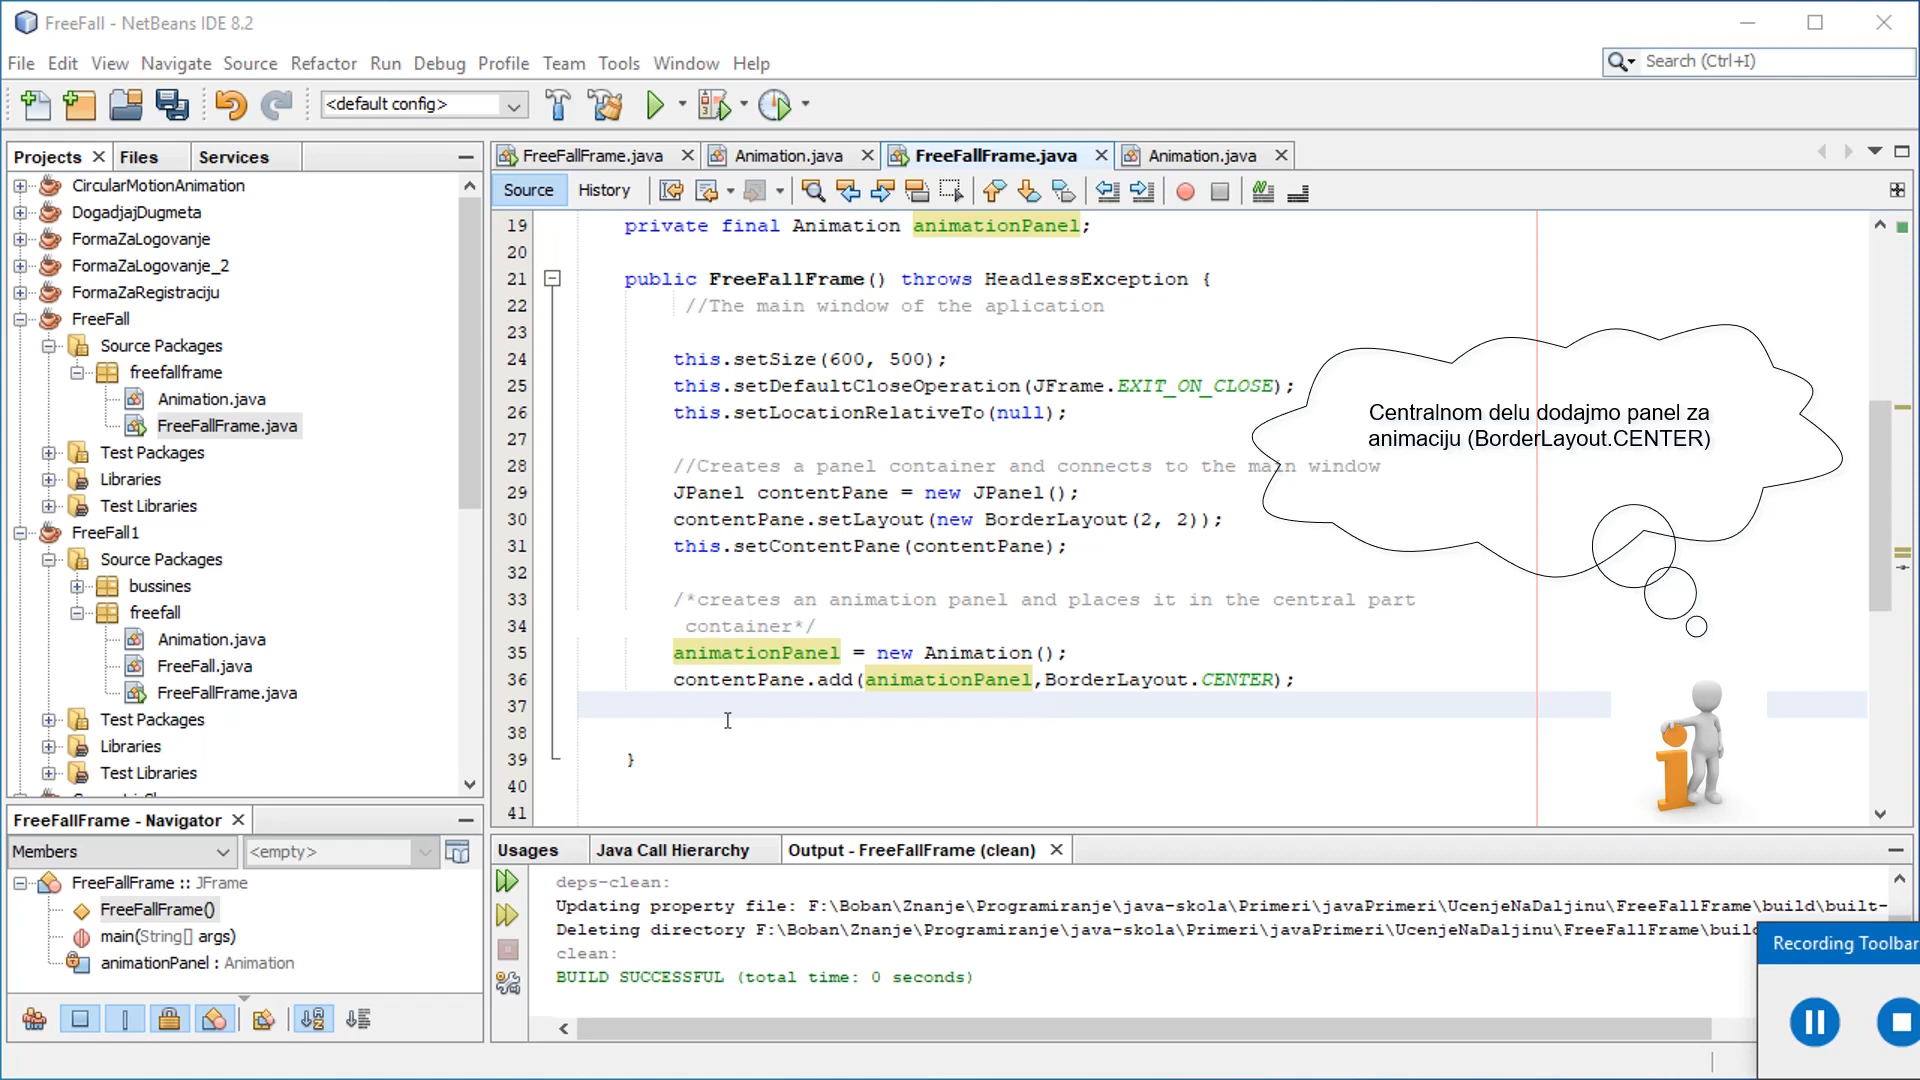 FreeFall - NetBeans IDE 8.2
File Edit View Navigate Source Refactor Run Debug Profile Team Tools Window Help
Search (Ctrl+I)
<default config>
Projects Files Services
CircularMotionAnimation
DogadjajDugmeta
FormaZaLogovanje
FormaZaLogovanje_2
FormaZaRegistraciju
FreeFall
Source Packages
freefallframe
Animation.java
FreeFallFrame.java
Test Packages
Libraries
Test Libraries
FreeFall1
Source Packages
bussines
freefall
Animation.java
FreeFall.java
FreeFallFrame.java
Test Packages
Libraries
Test Libraries
FreeFallFrame - Navigator
Members <empty>
FreeFallFrame :: JFrame
FreeFallFrame()
main(String[] args)
animationPanel : Animation
FreeFallFrame.java Animation.java FreeFallFrame.java Animation.java
Source History
19 private final Animation animationPanel;
20
21 public FreeFallFrame() throws HeadlessException {
22 //The main window of the aplication
23
24 this.setSize(600, 500);
25 this.setDefaultCloseOperation(JFrame.EXIT_ON_CLOSE);
26 this.setLocationRelativeTo(null);
27
28 //Creates a panel container and connects to the main window
29 JPanel contentPane = new JPanel();
30 contentPane.setLayout(new BorderLayout(2, 2));
31 this.setContentPane(contentPane);
32
33 /*creates an animation panel and places it in the central part
34 container*/
35 animationPanel = new Animation();
36 contentPane.add(animationPanel,BorderLayout.CENTER);
37
38
39 }
40
41
Centralnom delu dodajmo panel za
animaciju (BorderLayout.CENTER)
Usages Java Call Hierarchy Output - FreeFallFrame (clean)
deps-clean:
Updating property file: F:\Boban\Znanje\Programiranje\java-skola\Primeri\javaPrimeri\UcenjeNaDaljinu\FreeFallFrame\build\built-
Deleting directory F:\Boban\Znanje\Programiranje\java-skola\Primeri\javaPrimeri\UcenjeNaDaljinu\FreeFallFrame\build
clean:
BUILD SUCCESSFUL (total time: 0 seconds)
Recording Toolbar